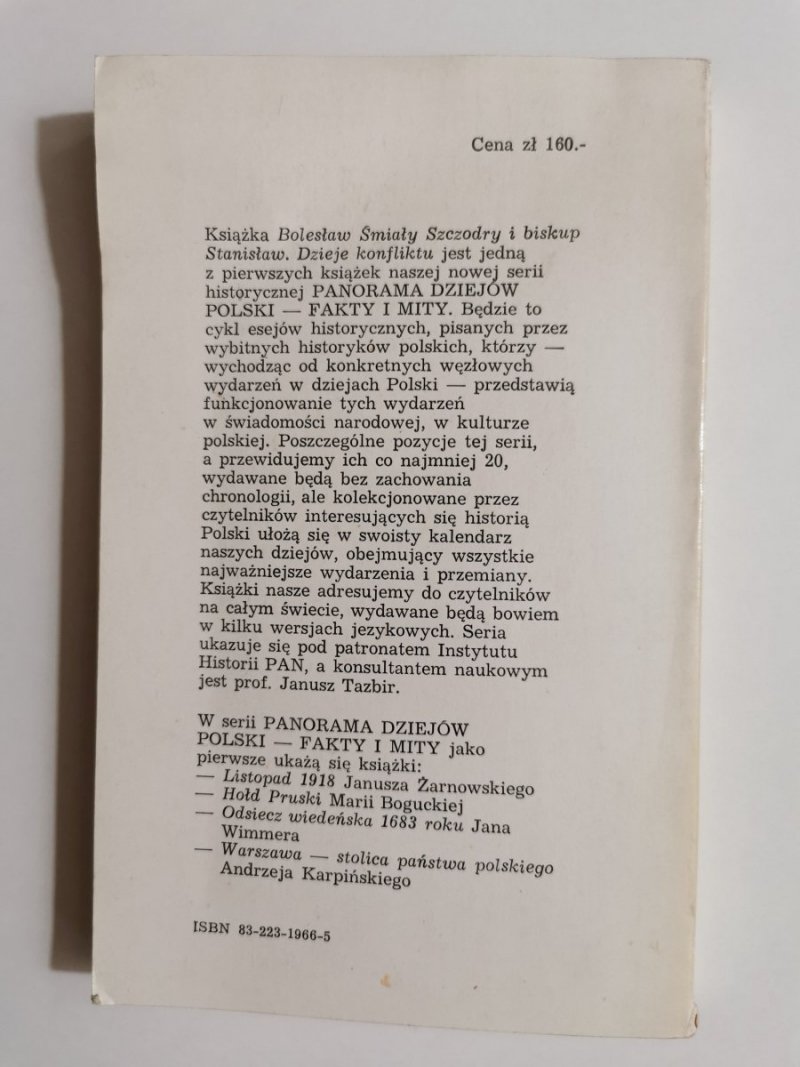 Cena zł 160.-
Książka Bolesław Śmiały Szczodry i biskup
Stanisław. Dzieje konfliktu jest jedną
z pierwszych książek naszej nowej serii
historycznej PANORAMA DZIEJÓW
POLSKI — FAKTY I MITY. Będzie to
cykl esejów historycznych, pisanych przez
wybitnych historyków polskich, którzy —
wychodząc od konkretnych węzłowych
wydarzeń w dziejach Polski — przedstawią
funkcjonowanie tych wydarzeń
w świadomości narodowej, w kulturze
polskiej. Poszczególne pozycje tej serii,
a przewidujemy ich co najmniej 20,
wydawane będą bez zachowania
chronologii, ale kolekcjonowane przez
czytelników interesujących się historią
Polski ułożą się w swoisty kalendarz
naszych dziejów, obejmujący wszystkie
najważniejsze wydarzenia i przemiany.
Książki nasze adresujemy do czytelników
na całym świecie, wydawane będą bowiem
w kilku wersjach jezykowych. Seria
ukazuje się pod patronatem Instytutu
Historii PAN, a konsultantem naukowym
jest prof. Janusz Tazbir.
W serii PANORAMA DZIEJÓW
POLSKI — FAKTY I MITY jako
pierwsze ukażą się książki:
— Listopad 1918 Janusza Żarnowskiego
— Hołd Pruski Marii Boguckiej
— Odsiecz wiedeńska 1683 roku Jana
Wimmera
— Warszawa — stolica państwa polskiego
Andrzeja Karpińskiego
ISBN 83-223-1966-5